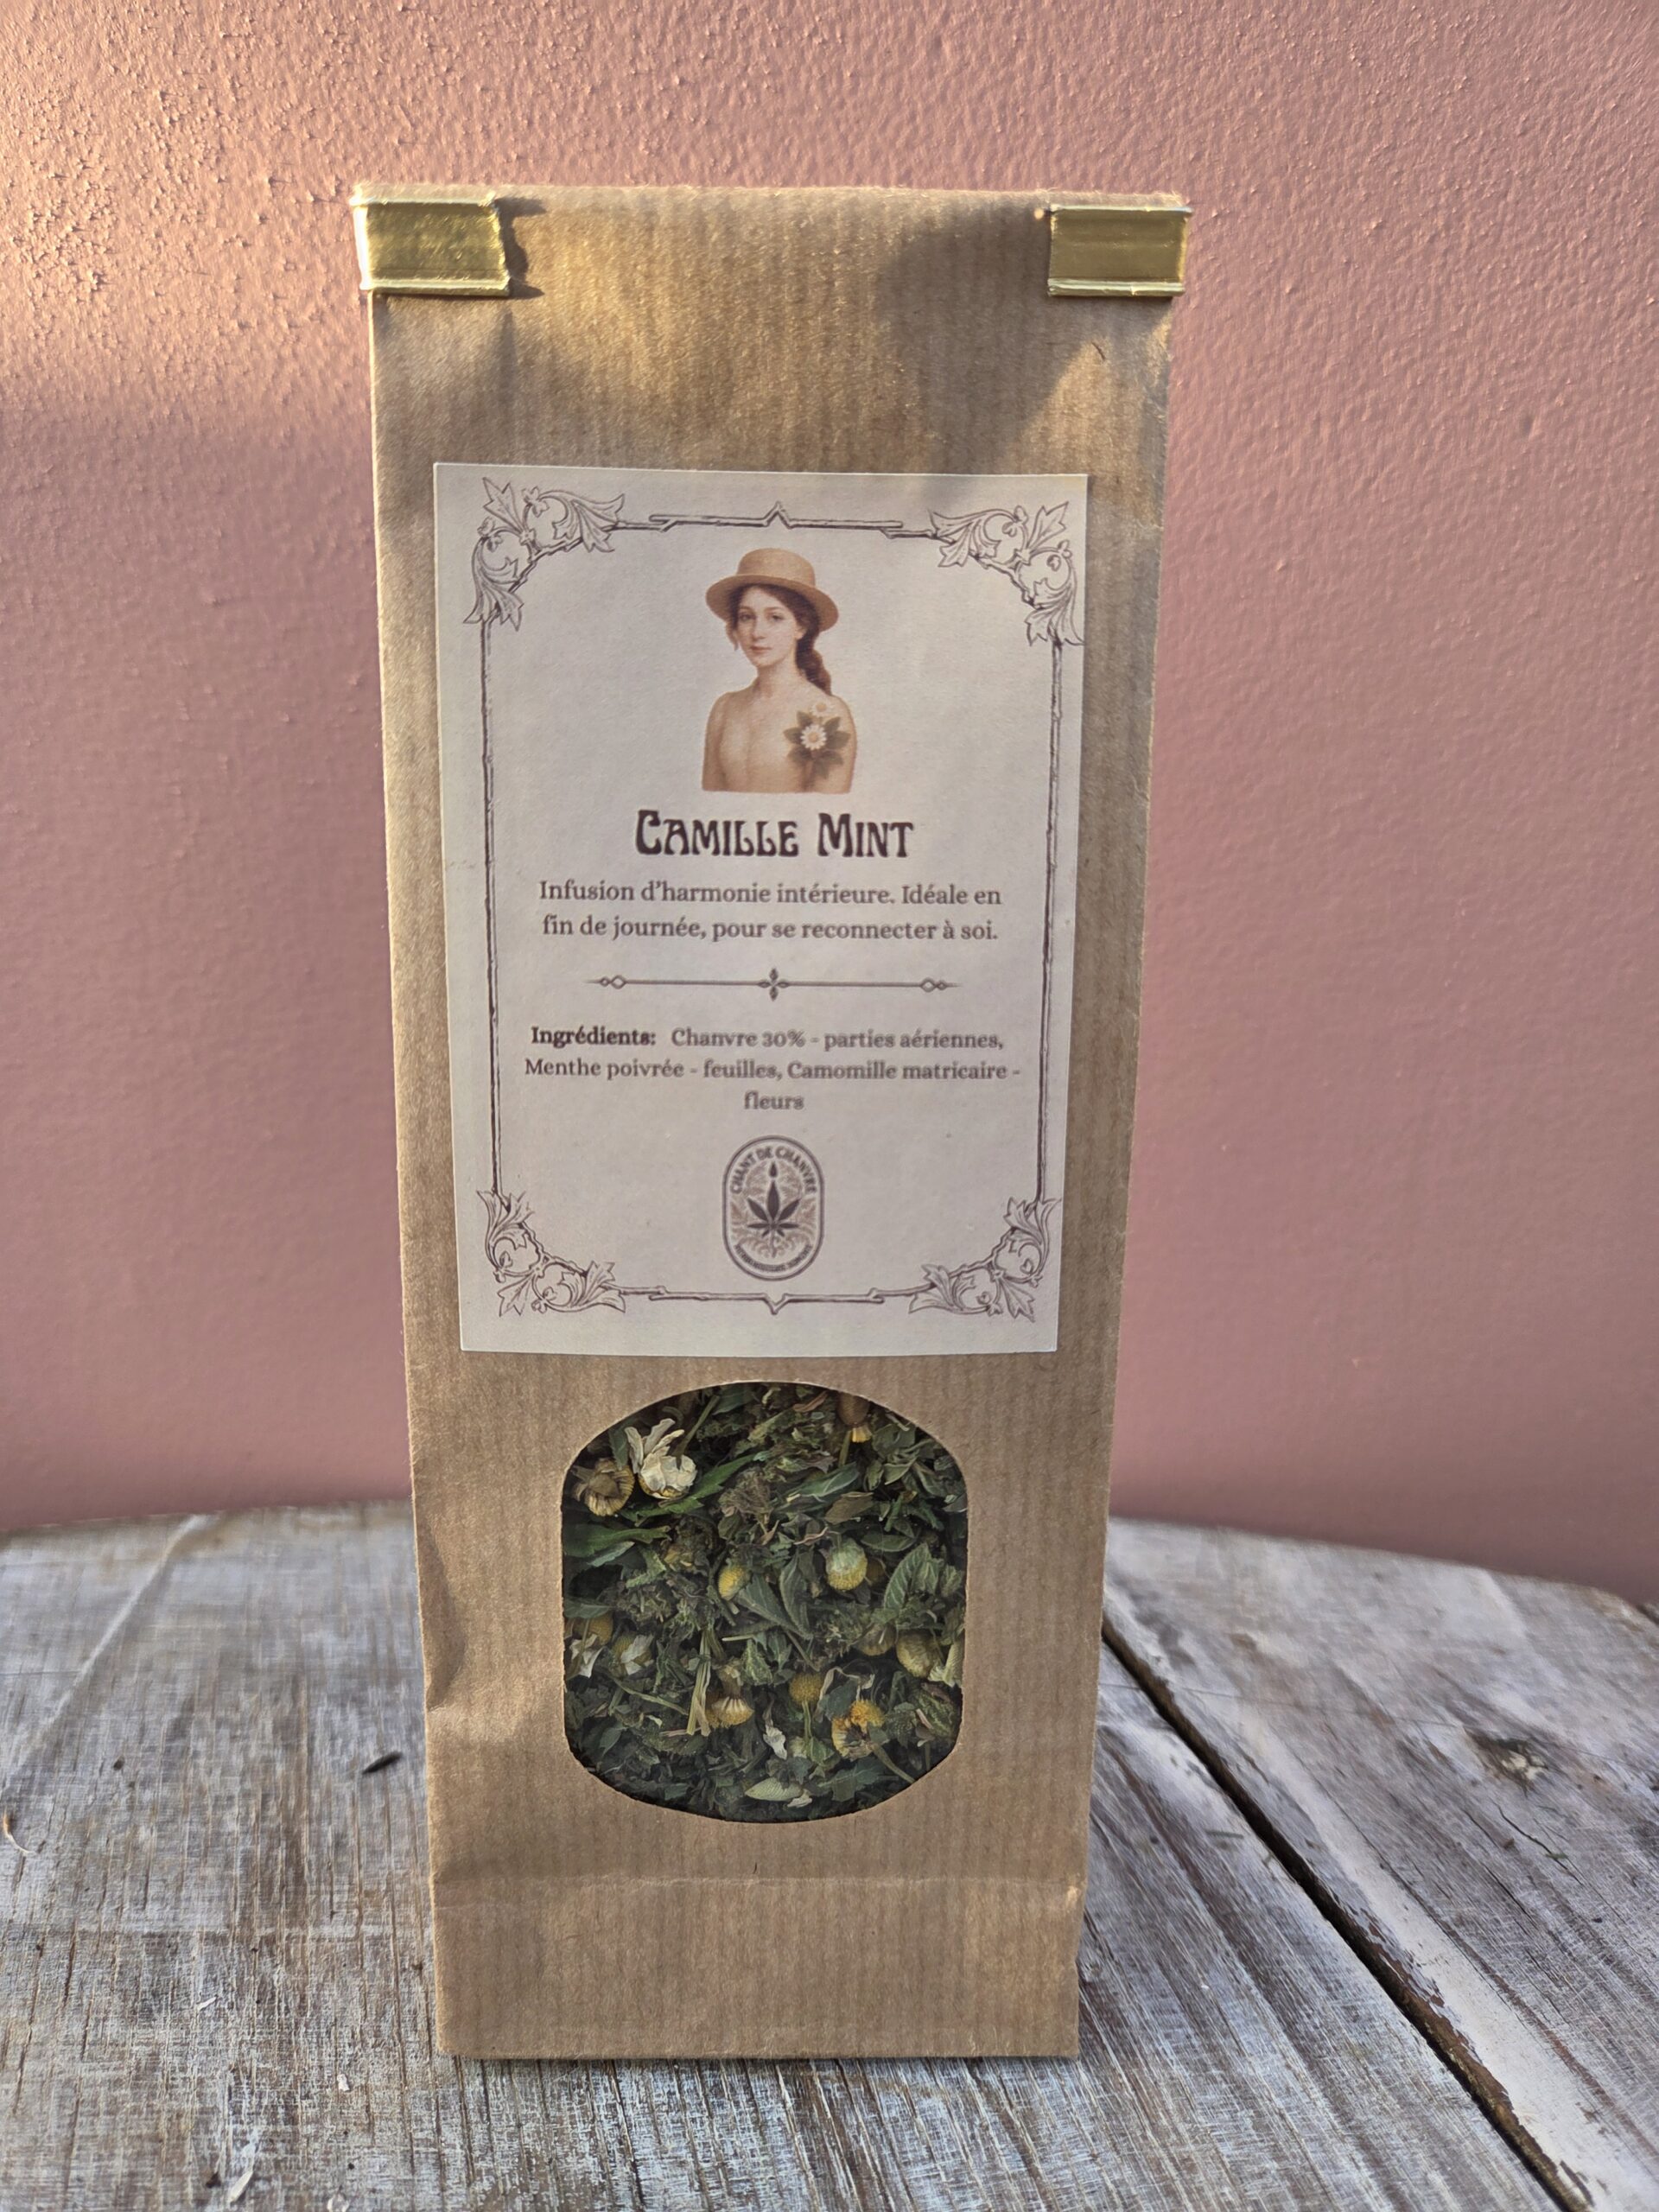 Camille Mint
Infusion d'harmonie intérieure. Idéale en
fin de journée, pour se reconnecter à soi.
Ingrédients: Chanvre 30% - parties aériennes,
Menthe poivrée - feuilles, Camomille matricaire -
fleurs
CHANT DE CHANVRE